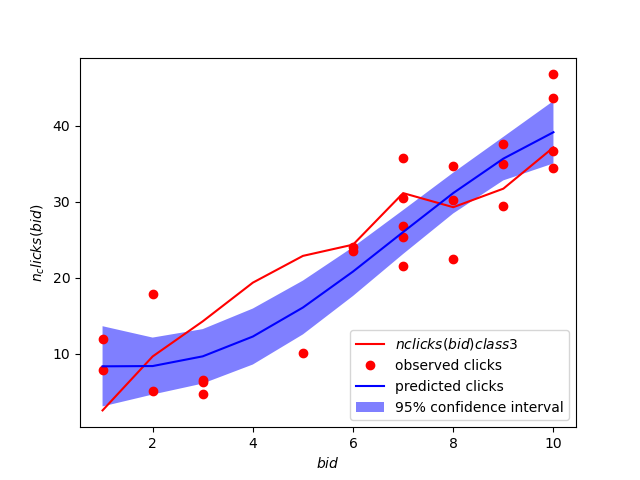 40
30
20
10
n_clicks(bid)
2
4
6
8
10
bid
nclicks(bid)class3
observed clicks
predicted clicks
95% confidence interval